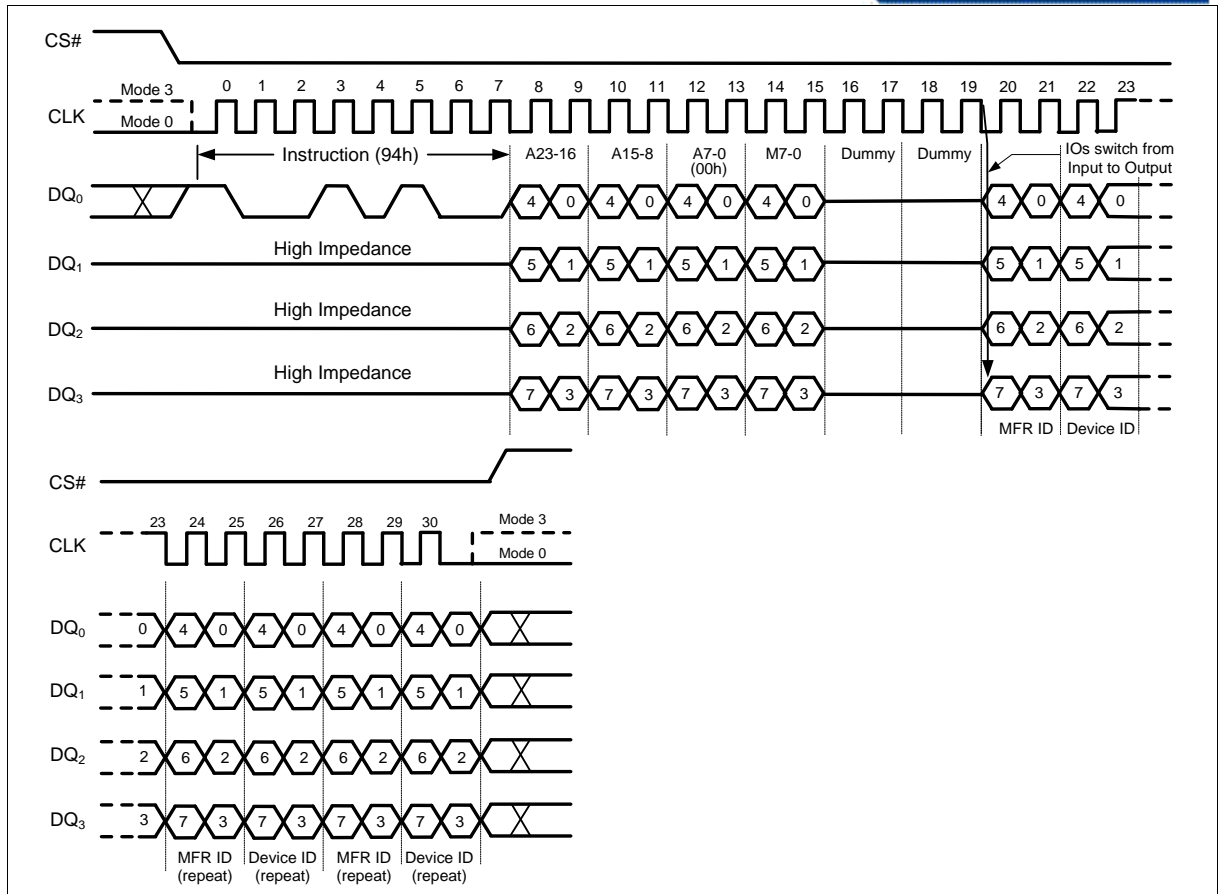 CS#
Mode 3 0 1 2 3 4 5 6 7 8 9 10 11 12 13 14 15 16 17 18 19 20 21 22 23
CLK
Mode 0
Instruction (94h) A23-16 A15-8 A7-0 M7-0 Dummy Dummy IOs switch from
(00h) Input to Output
DQ0 4 0 4 0 4 0 4 0 4 0 4 0
High Impedance
DQ1 5 1 5 1 5 1 5 1 5 1 5 1
High Impedance
DQ2 6 2 6 2 6 2 6 2 6 2 6 2
High Impedance
DQ3 7 3 7 3 7 3 7 3 7 3 7 3
MFR ID Device ID
CS#
23 24 25 26 27 28 29 30 Mode 3
CLK
Mode 0
DQ0 0 4 0 4 0 4 0 4 0
DQ1 1 5 1 5 1 5 1 5 1
DQ2 2 6 2 6 2 6 2 6 2
DQ3 3 7 3 7 3 7 3 7 3
MFR ID Device ID MFR ID Device ID
(repeat) (repeat) (repeat) (repeat)